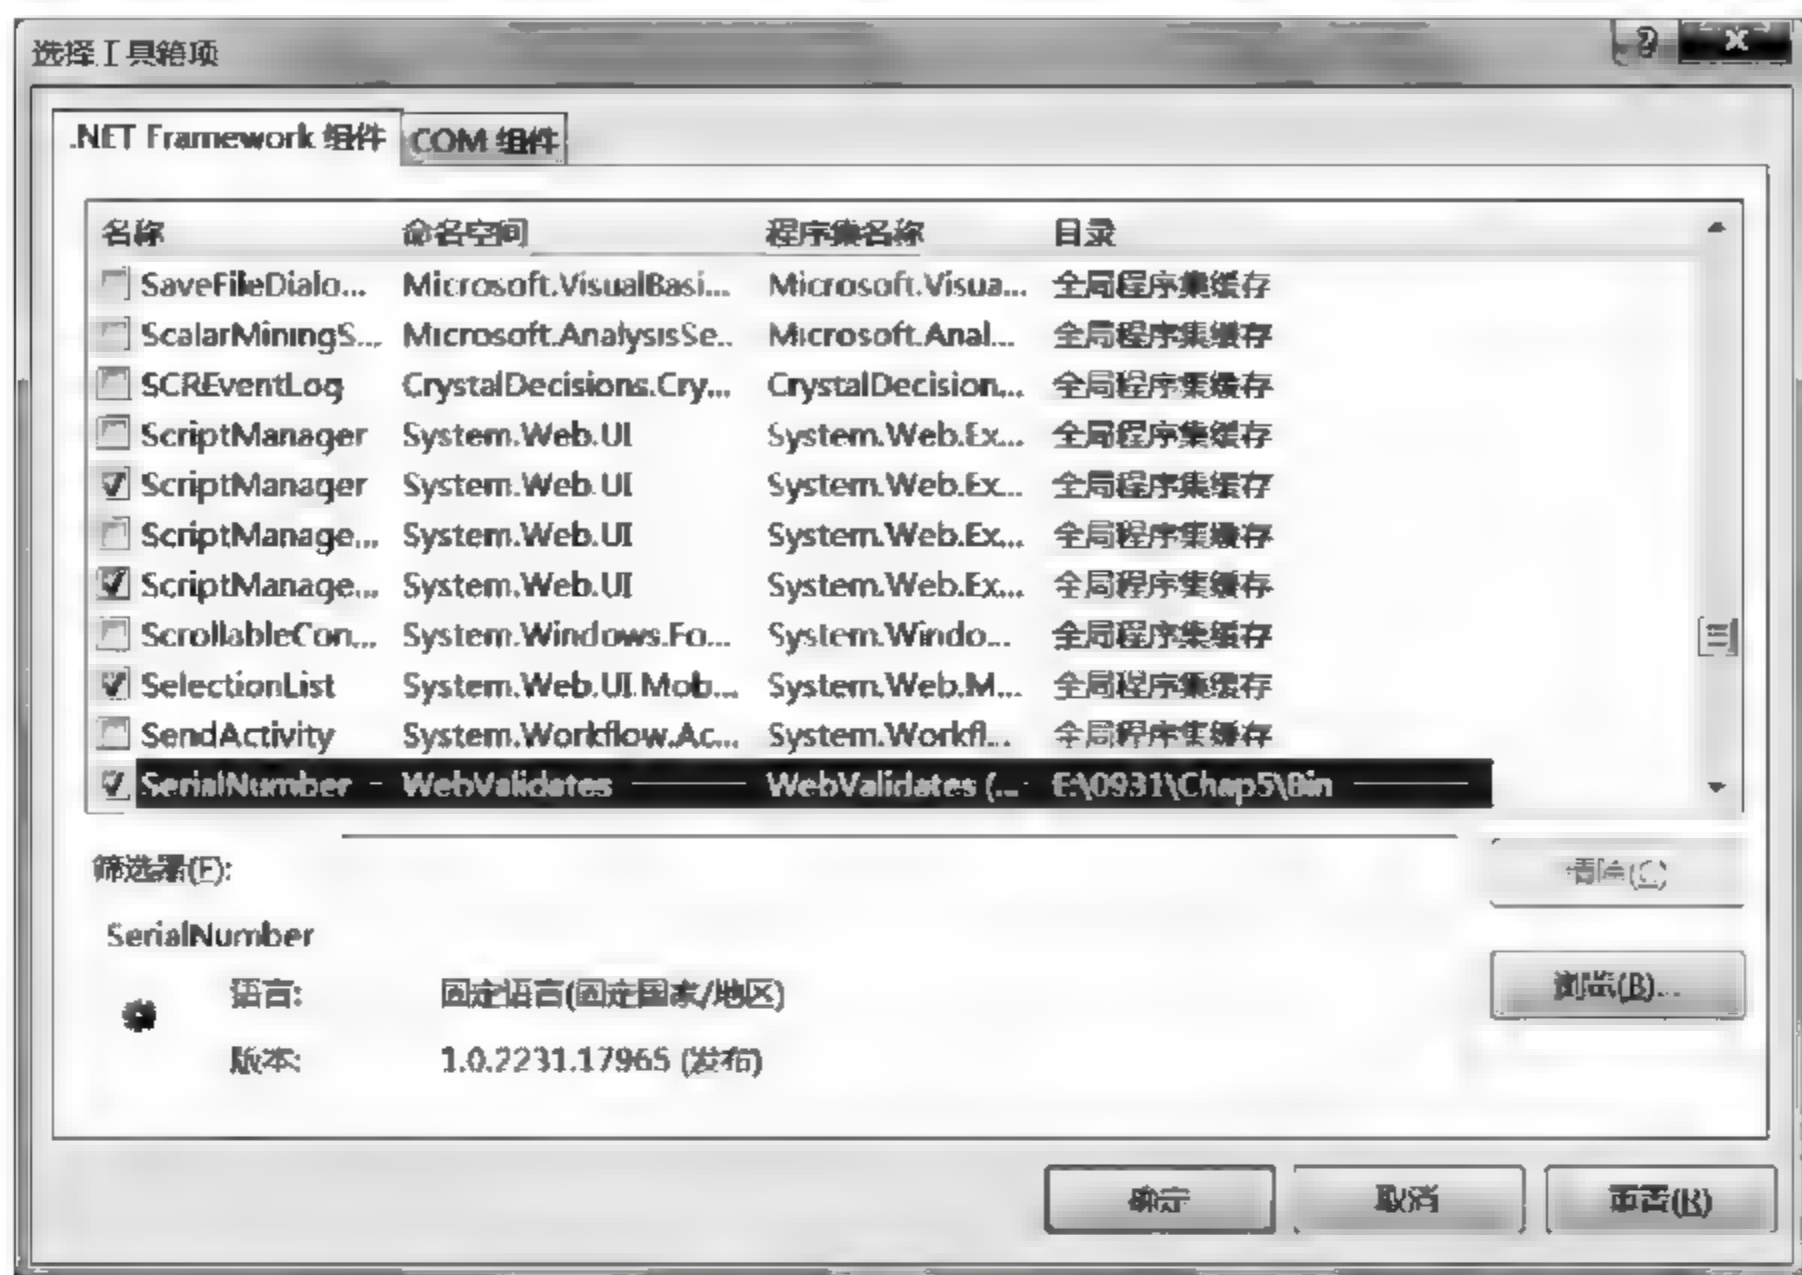 选择工具箱项
.NET Framework 组件 COM 组件
名称 命名空间 程序集名称 目录
SaveFileDialo... Microsoft.VisualBasi... Microsoft.Visua... 全局程序集缓存
ScalarMiningS... Microsoft.AnalysisSe... Microsoft.Anal... 全局程序集缓存
SCREventLog CrystalDecisions.Cry... CrystalDecision... 全局程序集缓存
ScriptManager System.Web.UI System.Web.Ex... 全局程序集缓存
ScriptManager System.Web.UI System.Web.Ex... 全局程序集缓存
ScriptManage... System.Web.UI System.Web.Ex... 全局程序集缓存
ScriptManage... System.Web.UI System.Web.Ex... 全局程序集缓存
ScrollableCon... System.Windows.Fo... System.Windo... 全局程序集缓存
SelectionList System.Web.UI.Mob... System.Web.M... 全局程序集缓存
SendActivity System.Workflow.Ac... System.Workfl... 全局程序集缓存
SerialNumber WebValidates WebValidates (... E:\0931\Chap5\Bin
筛选器(F):
清除(C)
SerialNumber
语言: 固定语言(固定国家/地区)
浏览(B)...
版本: 1.0.2231.17965 (发布)
确定 取消 重置(R)